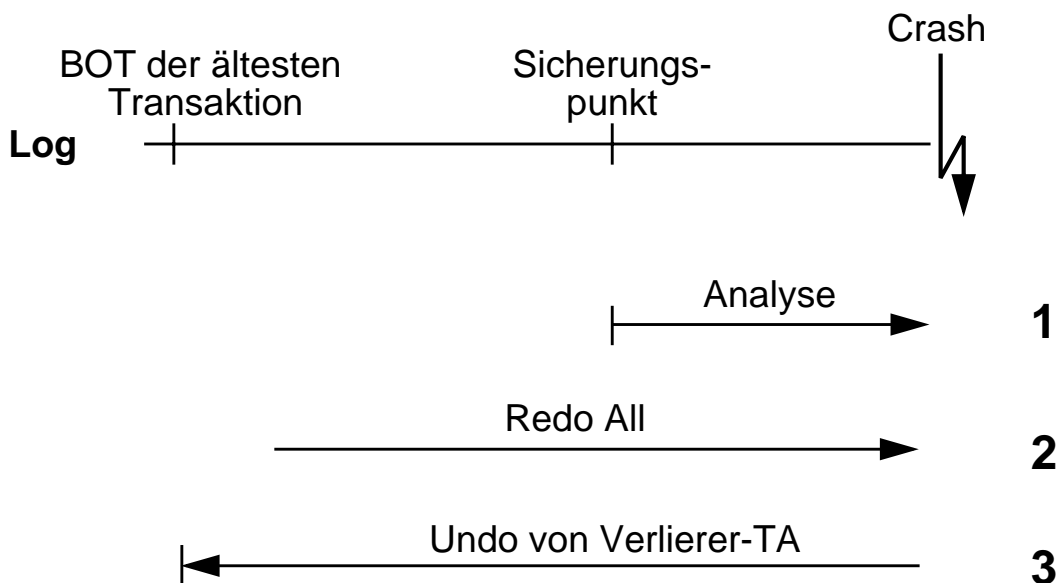 Crash
BOT der ältesten
Transaktion
Sicherungs-
punkt
Log
Analyse
1
Redo All
2
Undo von Verlierer-TA
3